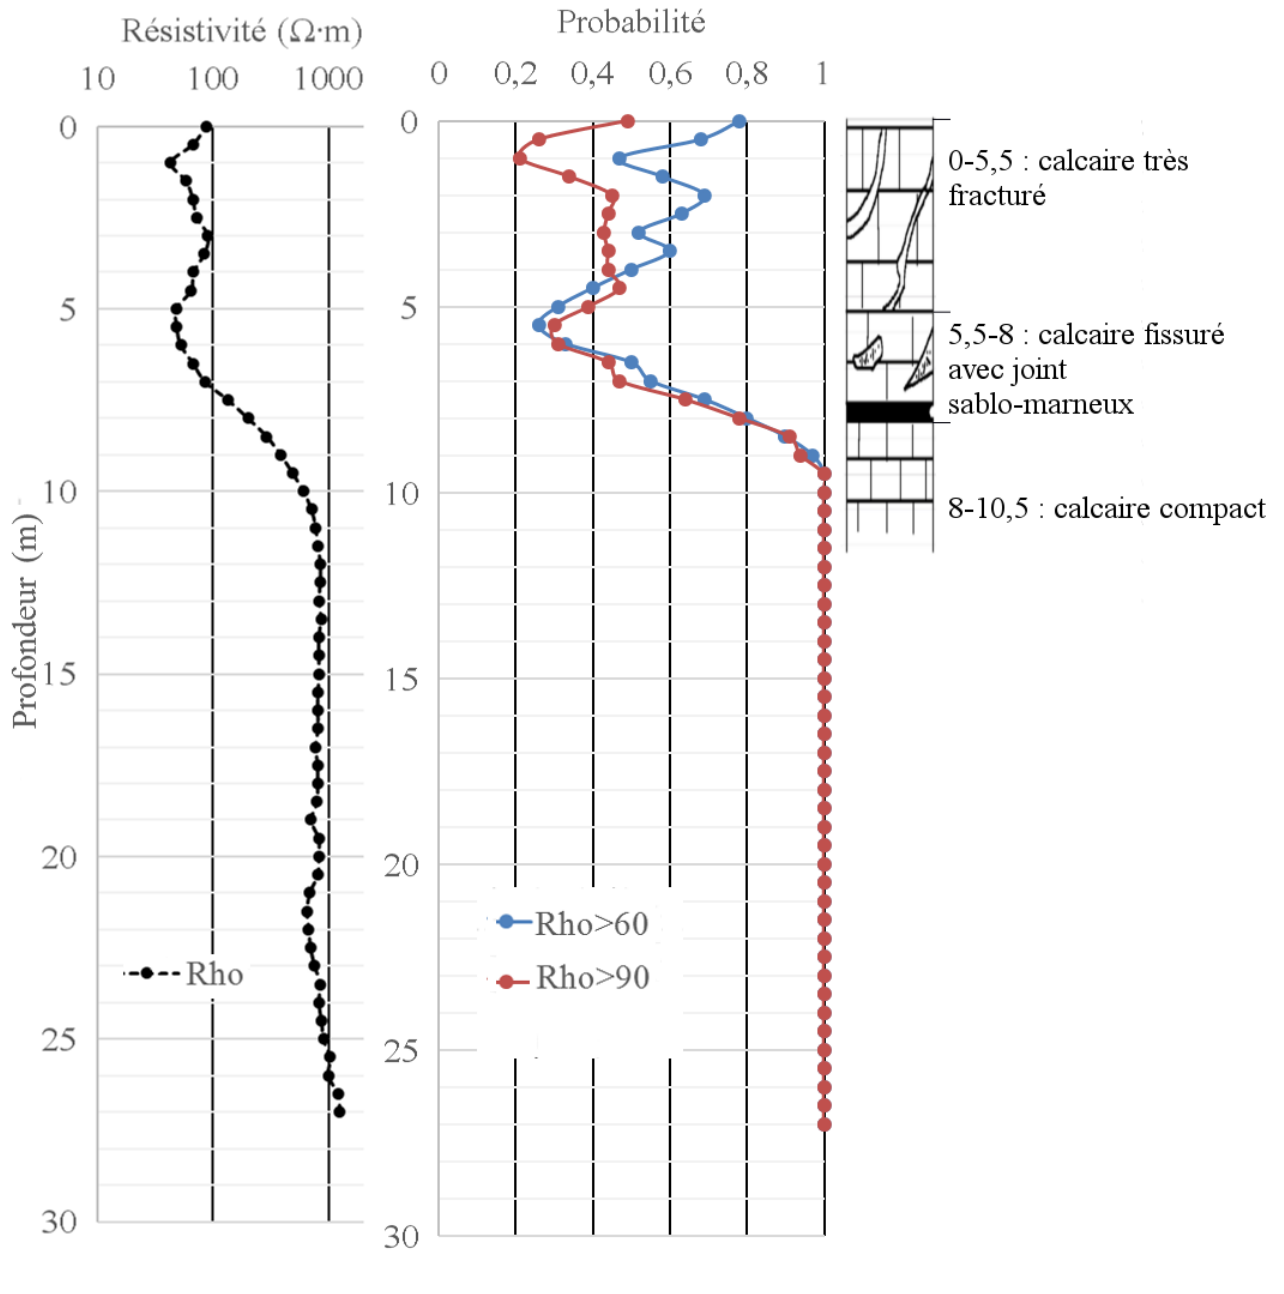 Résistivité (Ω·m)
10 100 1000
0
5
10
15
20
25
30
Profondeur (m)
Rho
Probabilité
0 0,2 0,4 0,6 0,8 1
0
5
10
15
20
25
30
Rho>60
Rho>90
0-5,5 : calcaire très
fracturé
5,5-8 : calcaire fissuré
avec joint
sablo-marneux
8-10,5 : calcaire compact